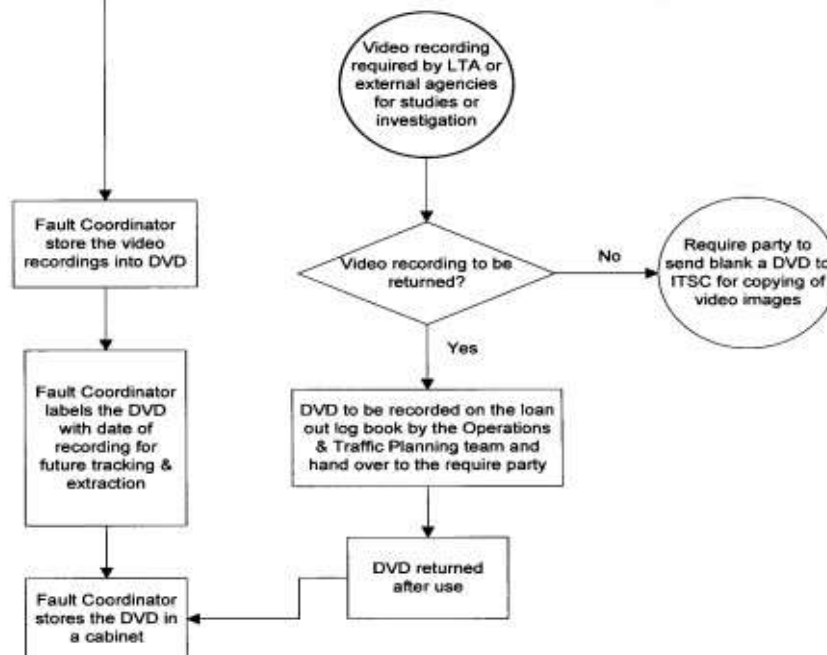 Video recording
required by LTA or
external agencies
for studies or
investigation
Fault Coordinator
store the video
recordings into DVD
Video recording to be
returned?
No
Require party to
send blank a DVD to
ITSC for copying of
video images
Yes
Fault Coordinator
labels the DVD
with date of
recording for
future tracking &
extraction
DVD to be recorded on the loan
out log book by the Operations
& Traffic Planning team and
hand over to the require party
DVD returned
after use
Fault Coordinator
stores the DVD in
a cabinet